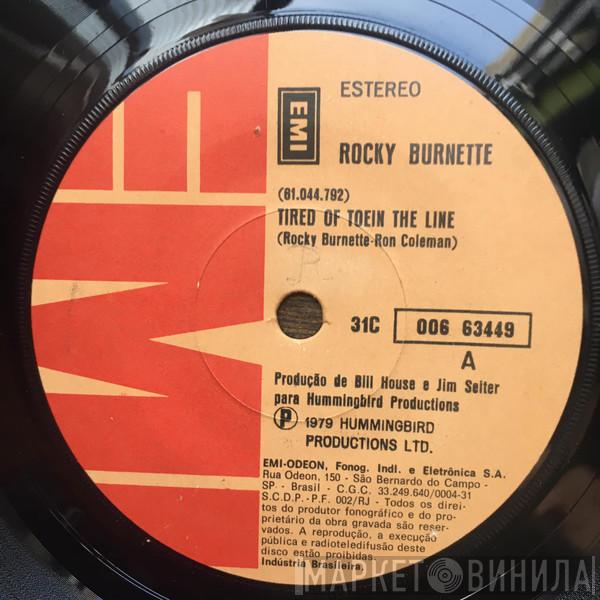 EMI
ESTEREO
EMI
ROCKY BURNETTE
(61.044.792)
TIRED OF TOEIN THE LINE
(Rocky Burnette-Ron Coleman)
31C 006 63449
A
Produção de Bill House e Jim Seiter
para Hummingbird Productions
Ⓟ 1979 HUMMINGBIRD
PRODUCTIONS LTD.
EMI-ODEON, Fonog. Indl. e Eletrônica S.A.
Rua Odeon, 150 - São Bernardo do Campo -
SP - Brasil - C.G.C. 33.249.640/0004-31
S.C.D.P.-P.F. 002/RJ - Todos os direi-
tos do produtor fonográfico e do pro-
prietário da obra gravada são reser-
vados. A reprodução, a execução
pública e radioteledifusão deste
disco estão proibidas.
Indústria Brasileira.
МАРКЕТ ВИНИЛА